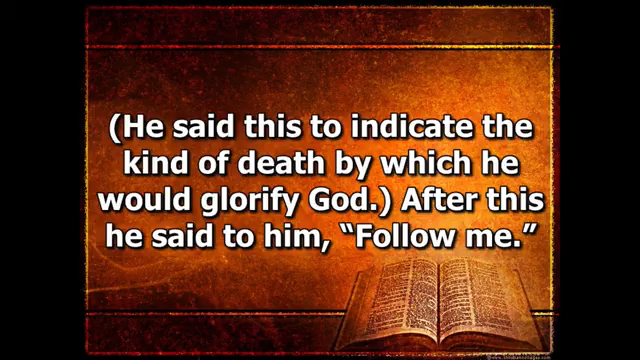 (He said this to indicate the
kind of death by which he
would glorify God.) After this
he said to him, “Follow me.”